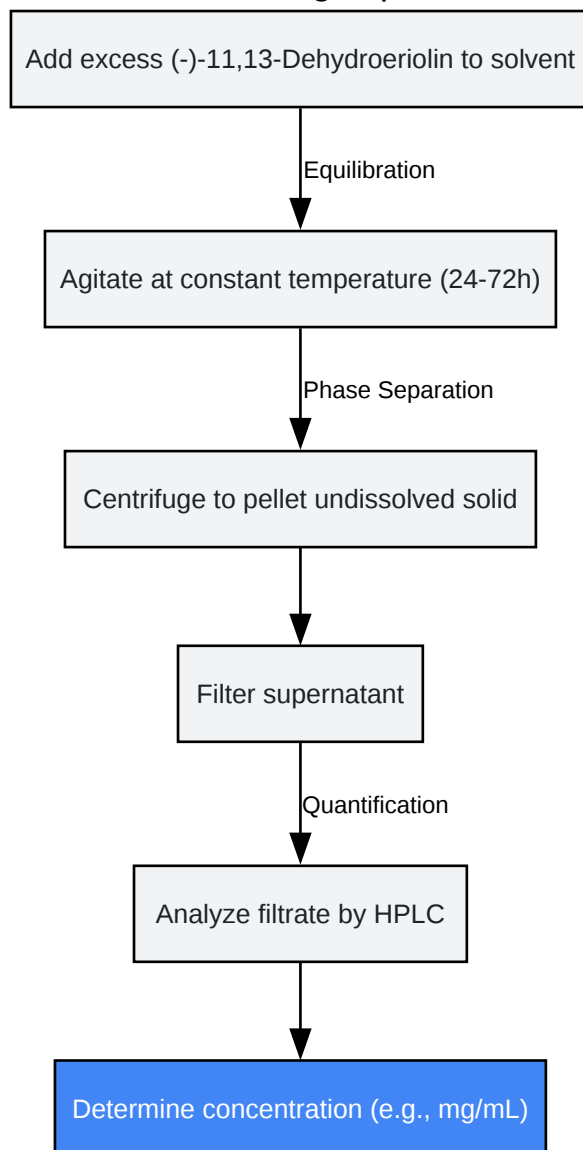 Add excess (-)-11,13-Dehydroeriolin to solvent
Equilibration
Agitate at constant temperature (24-72h)
Phase Separation
Centrifuge to pellet undissolved solid
Filter supernatant
Quantification
Analyze filtrate by HPLC
Determine concentration (e.g., mg/mL)